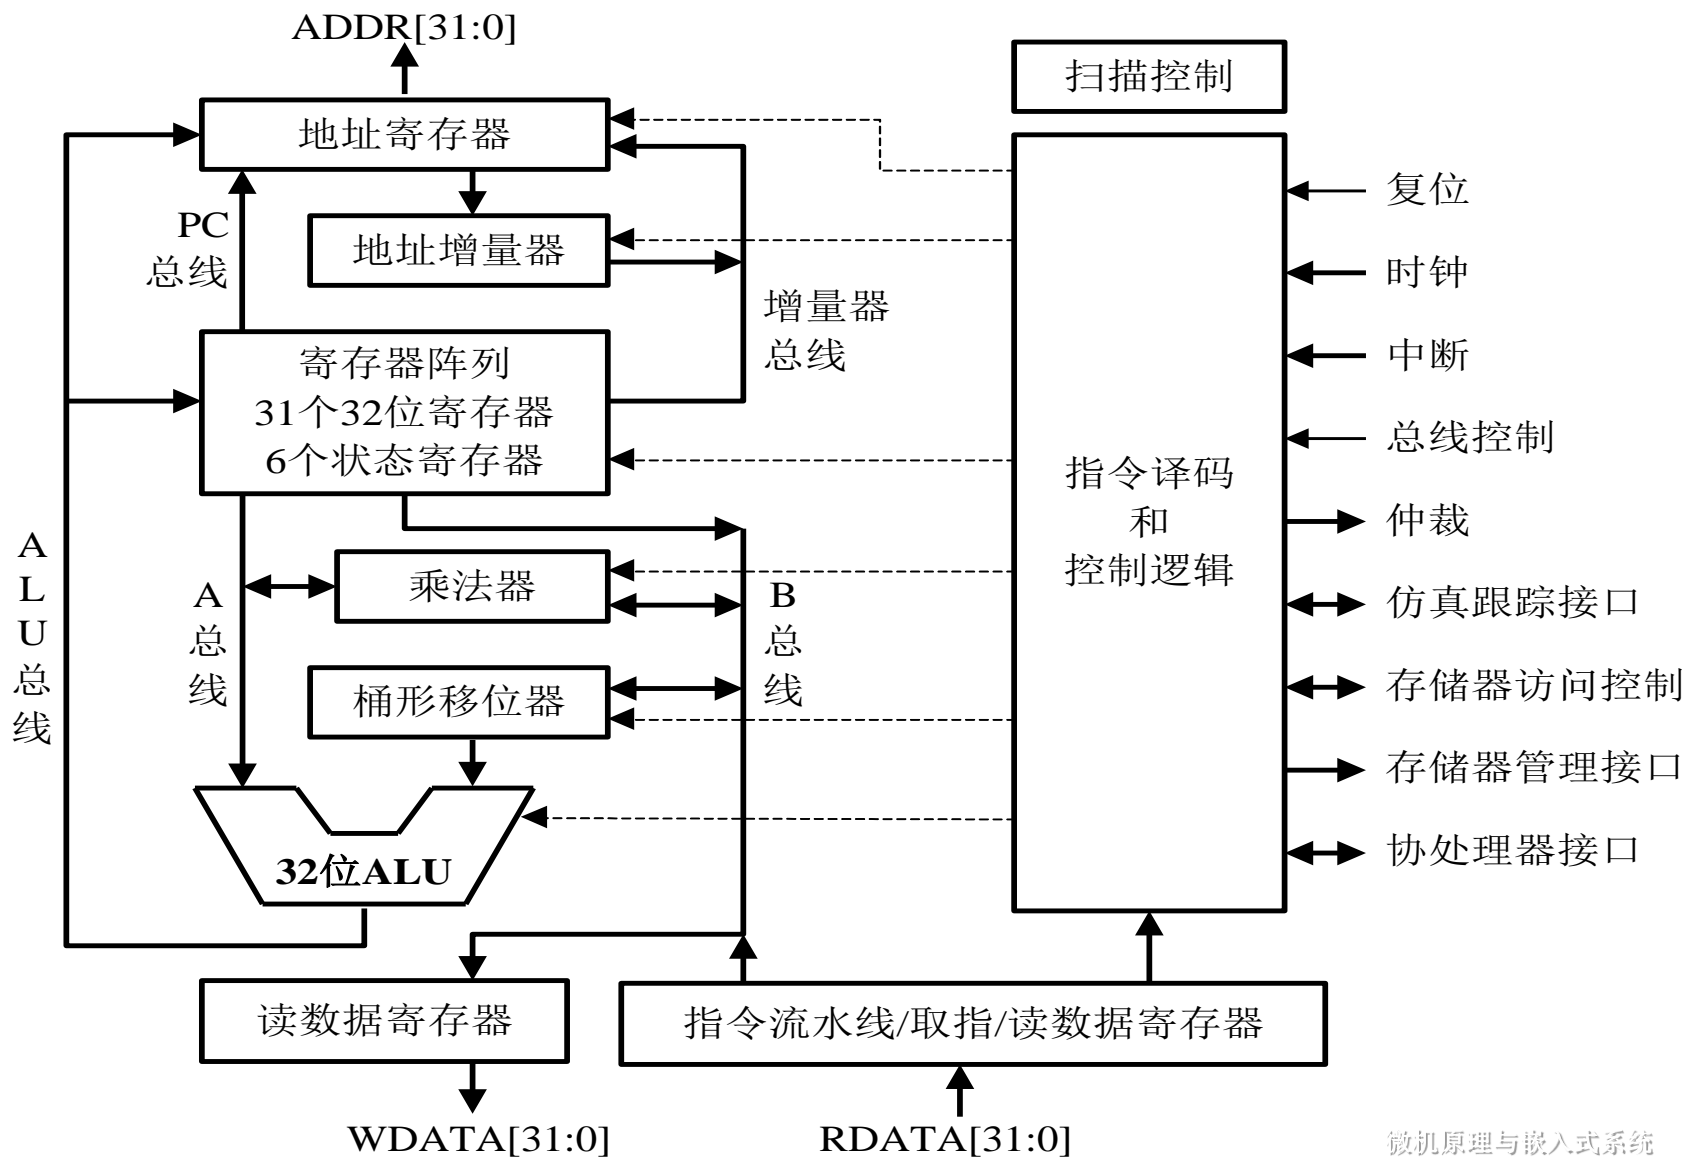 ADDR[31:0]
地址寄存器
PC
总线
地址增量器
增量器
总线
寄存器阵列
31个32位寄存器
6个状态寄存器
A
L
U
总
线
A
总
线
乘法器
B
总
线
桶形移位器
32位ALU
读数据寄存器
WDATA[31:0]
扫描控制
指令译码
和
控制逻辑
复位
时钟
中断
总线控制
仲裁
仿真跟踪接口
存储器访问控制
存储器管理接口
协处理器接口
指令流水线/取指/读数据寄存器
RDATA[31:0]
微机原理与嵌入式系统